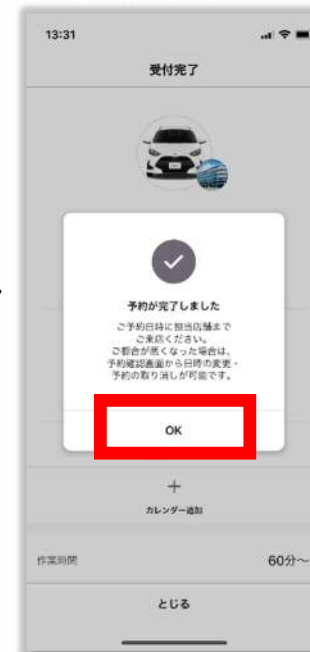 13:31
受付完了
予約が完了しました
ご予約日時に担当店舗まで
ご来店ください。
ご都合が悪くなった場合は、
予約確認画面から日時の変更・
予約の取り消しが可能です。
OK
+
カレンダー追加
作業時間
60分~
とじる